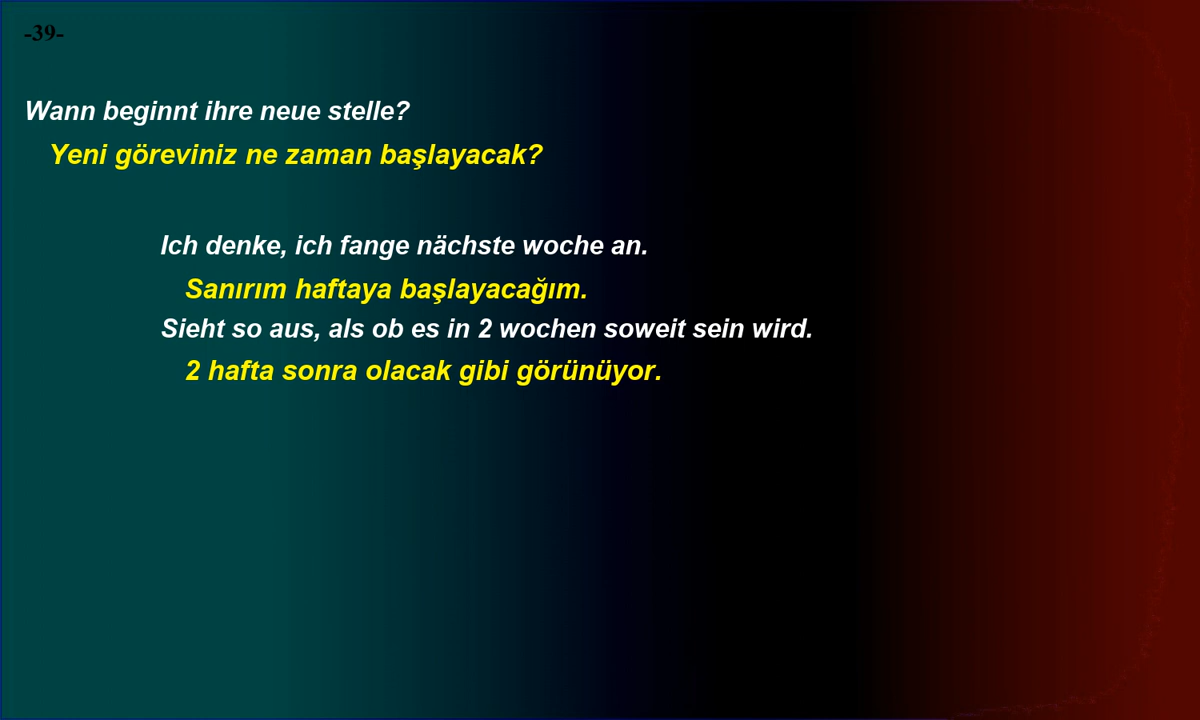 -39-
Wann beginnt ihre neue stelle?
Yeni göreviniz ne zaman başlayacak?
Ich denke, ich fange nächste woche an.
Sanırım haftaya başlayacağım.
Sieht so aus, als ob es in 2 wochen soweit sein wird.
2 hafta sonra olacak gibi görünüyor.